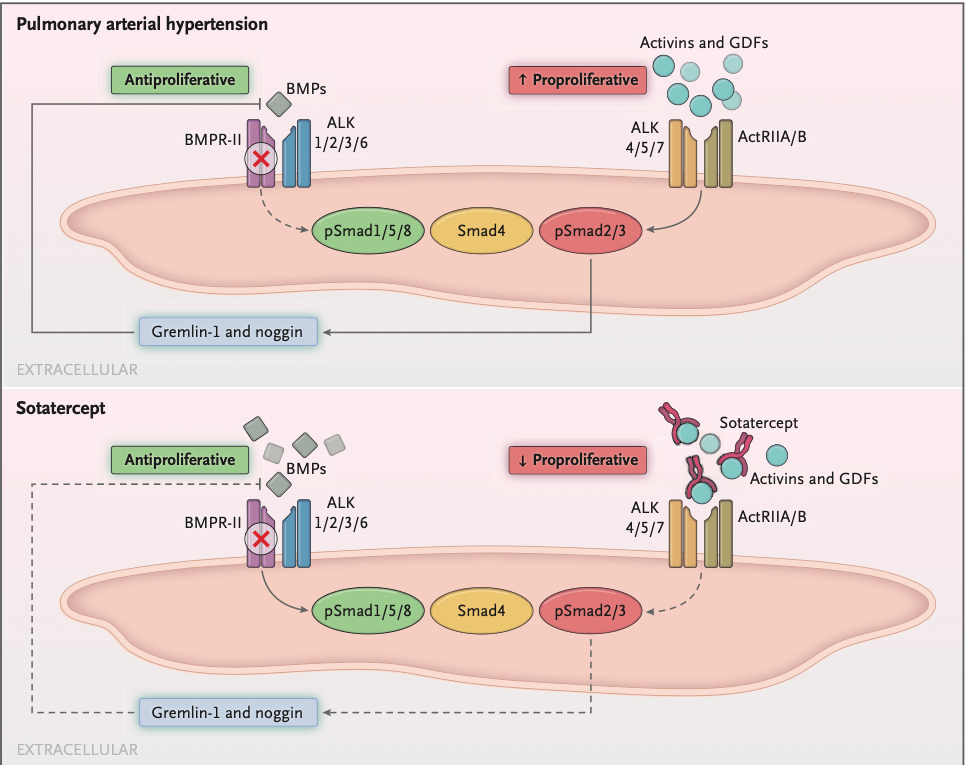 Pulmonary arterial hypertension
Activins and GDFs
Antiproliferative
↑ Proproliferative
BMPs
BMPR-II
ALK
1/2/3/6
ALK
4/5/7
ActRIIA/B
pSmad1/5/8
Smad4
pSmad2/3
Gremlin-1 and noggin
EXTRACELLULAR
Sotatercept
Sotatercept
Antiproliferative
↓ Proproliferative
BMPs
Activins and GDFs
BMPR-II
ALK
1/2/3/6
ALK
4/5/7
ActRIIA/B
pSmad1/5/8
Smad4
pSmad2/3
Gremlin-1 and noggin
EXTRACELLULAR